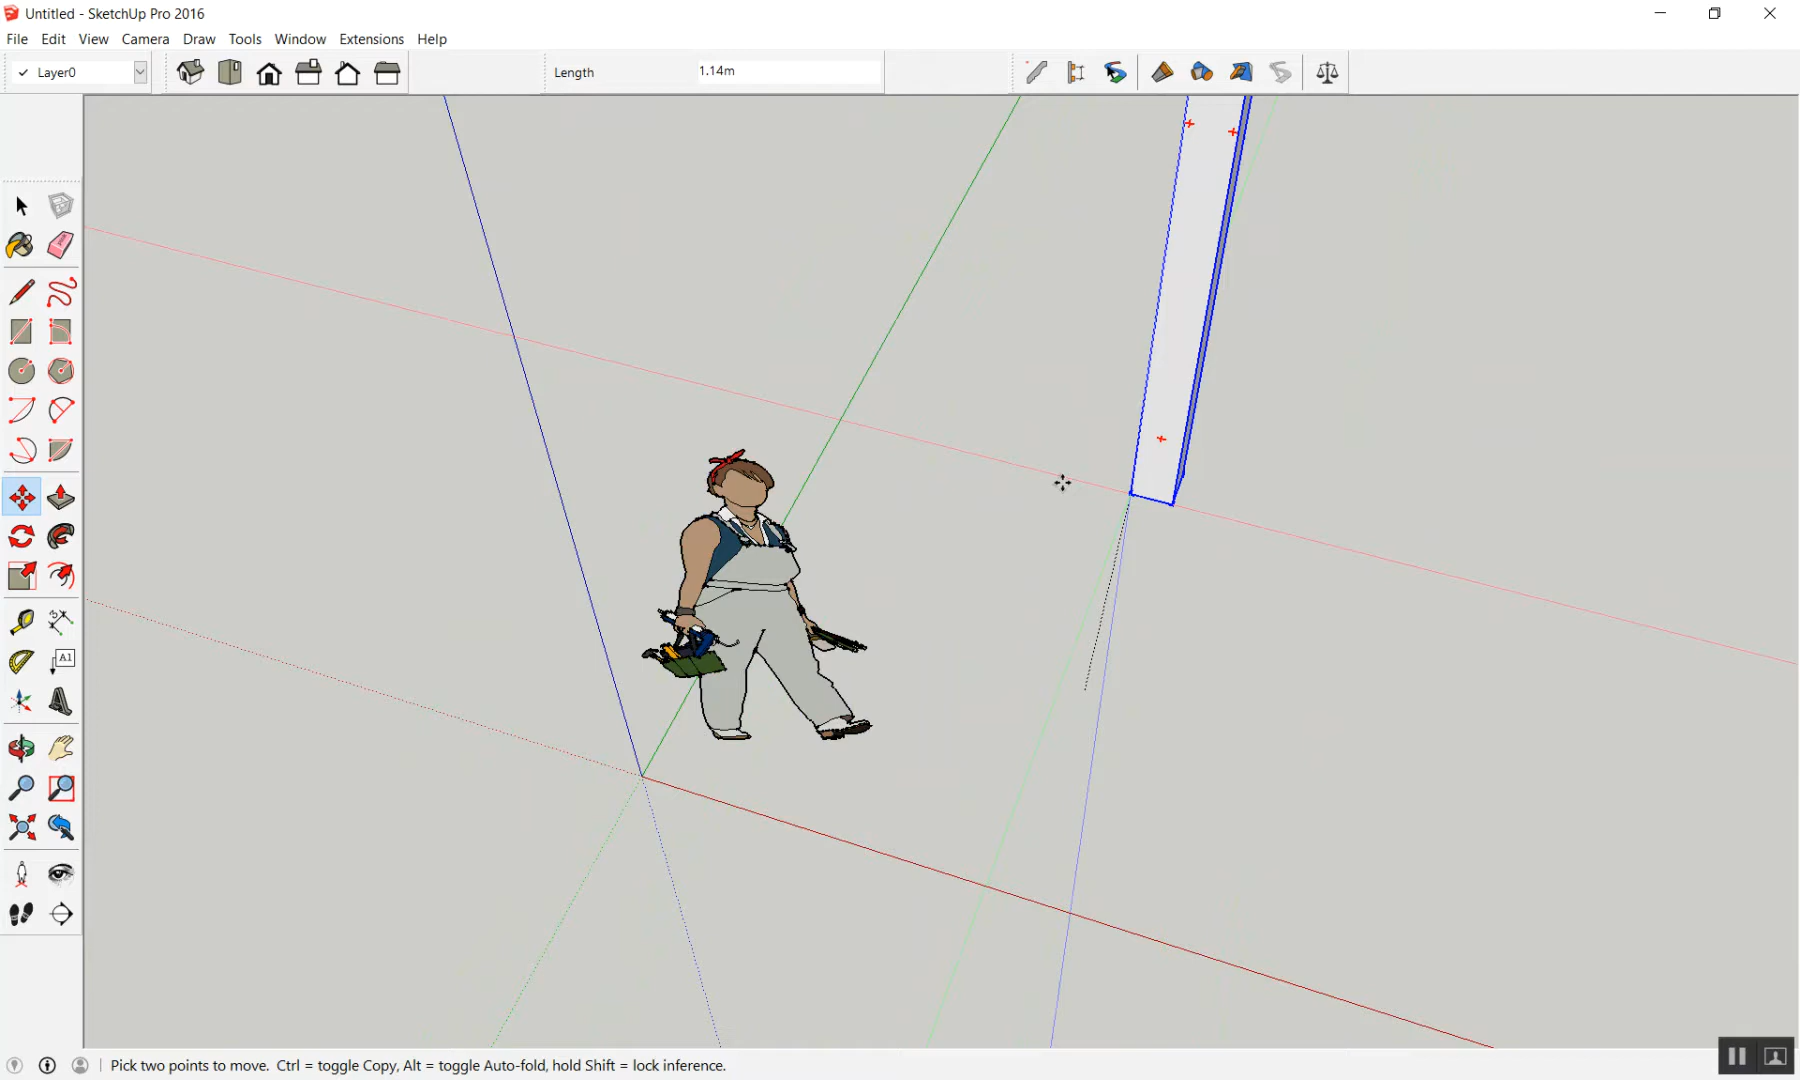 Untitled - SketchUp Pro 2016
File Edit View Camera Draw Tools Window Extensions Help
Layer0 Length 1.14m
A1
Pick two points to move. Ctrl = toggle Copy, Alt = toggle Auto-fold, hold Shift = lock inference.